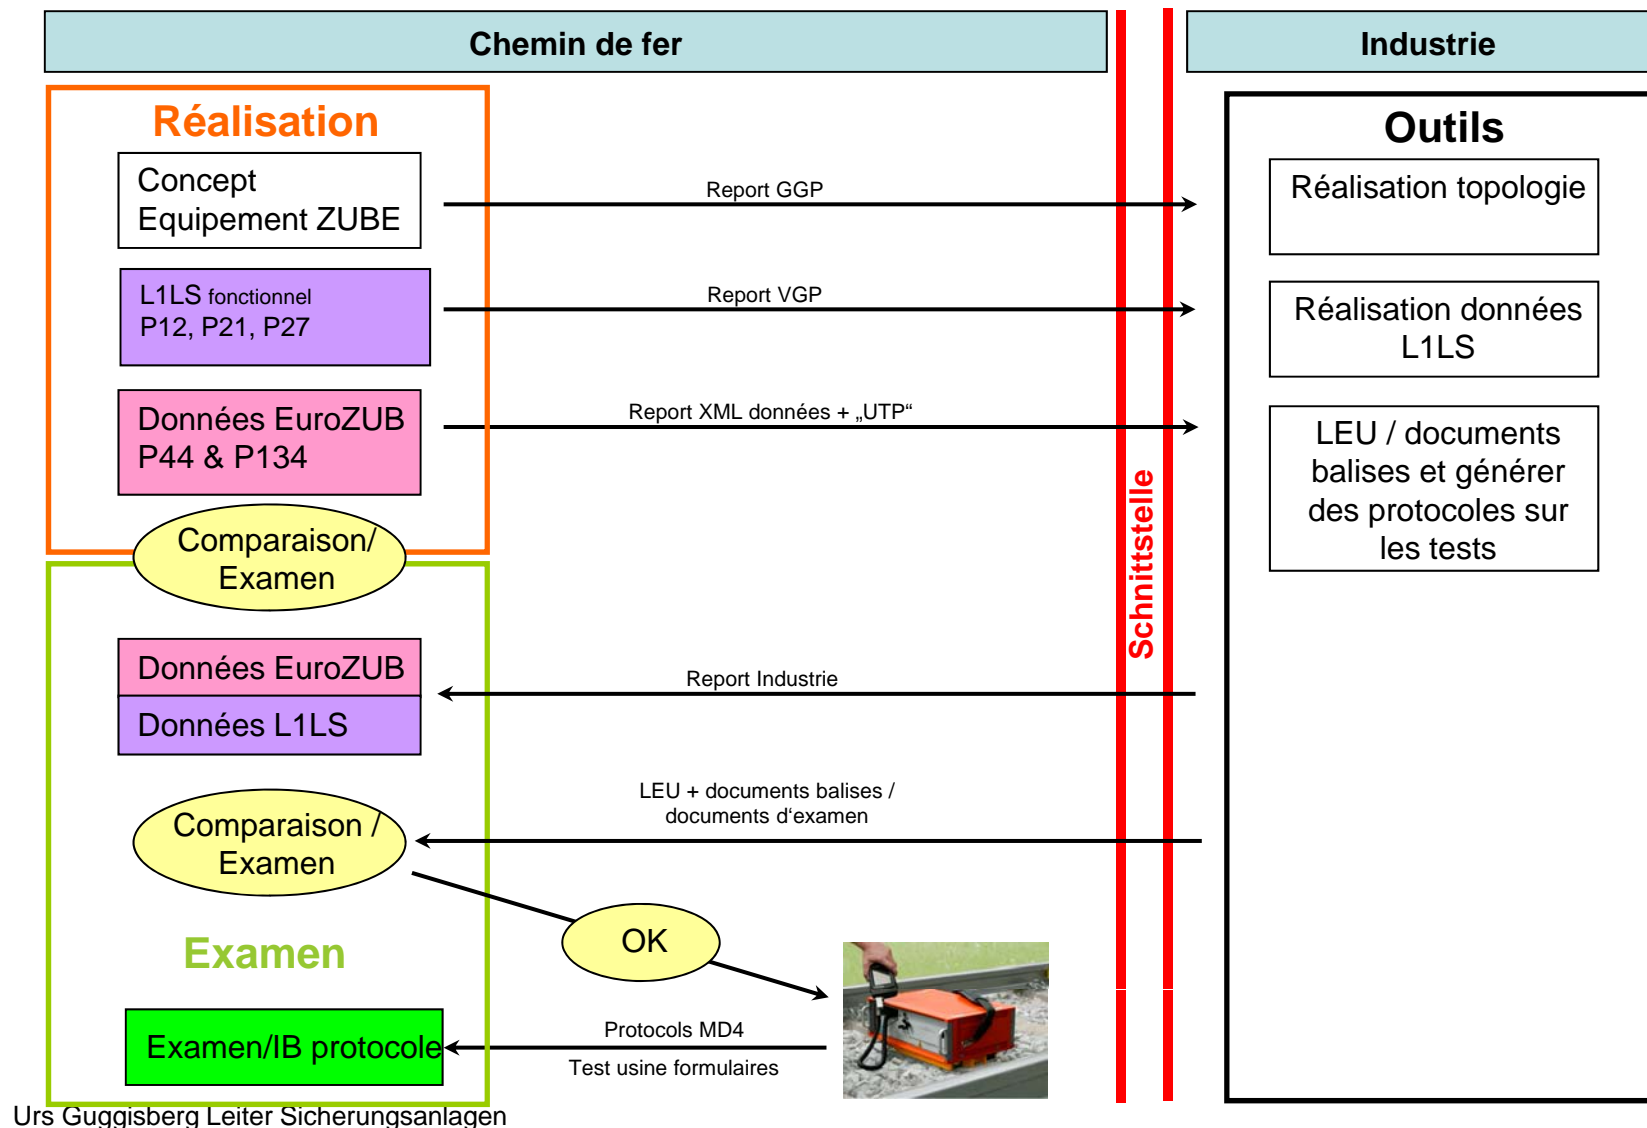 Chemin de fer
Industrie
Réalisation
Concept
Equipement ZUBE
Report GGP
L1LS fonctionnel
P12, P21, P27
Report VGP
Données EuroZUB
P44 & P134
Report XML données + „UTP“
Comparaison/
Examen
Outils
Réalisation topologie
Réalisation données
L1LS
LEU / documents
balises et générer
des protocoles sur
les tests
Schnittstelle
Données EuroZUB
Données L1LS
Report Industrie
LEU + documents balises /
documents d‘examen
Comparaison /
Examen
OK
Examen
Examen/IB protocole
Protocols MD4
Test usine formulaires
Urs Guggisberg Leiter Sicherungsanlagen